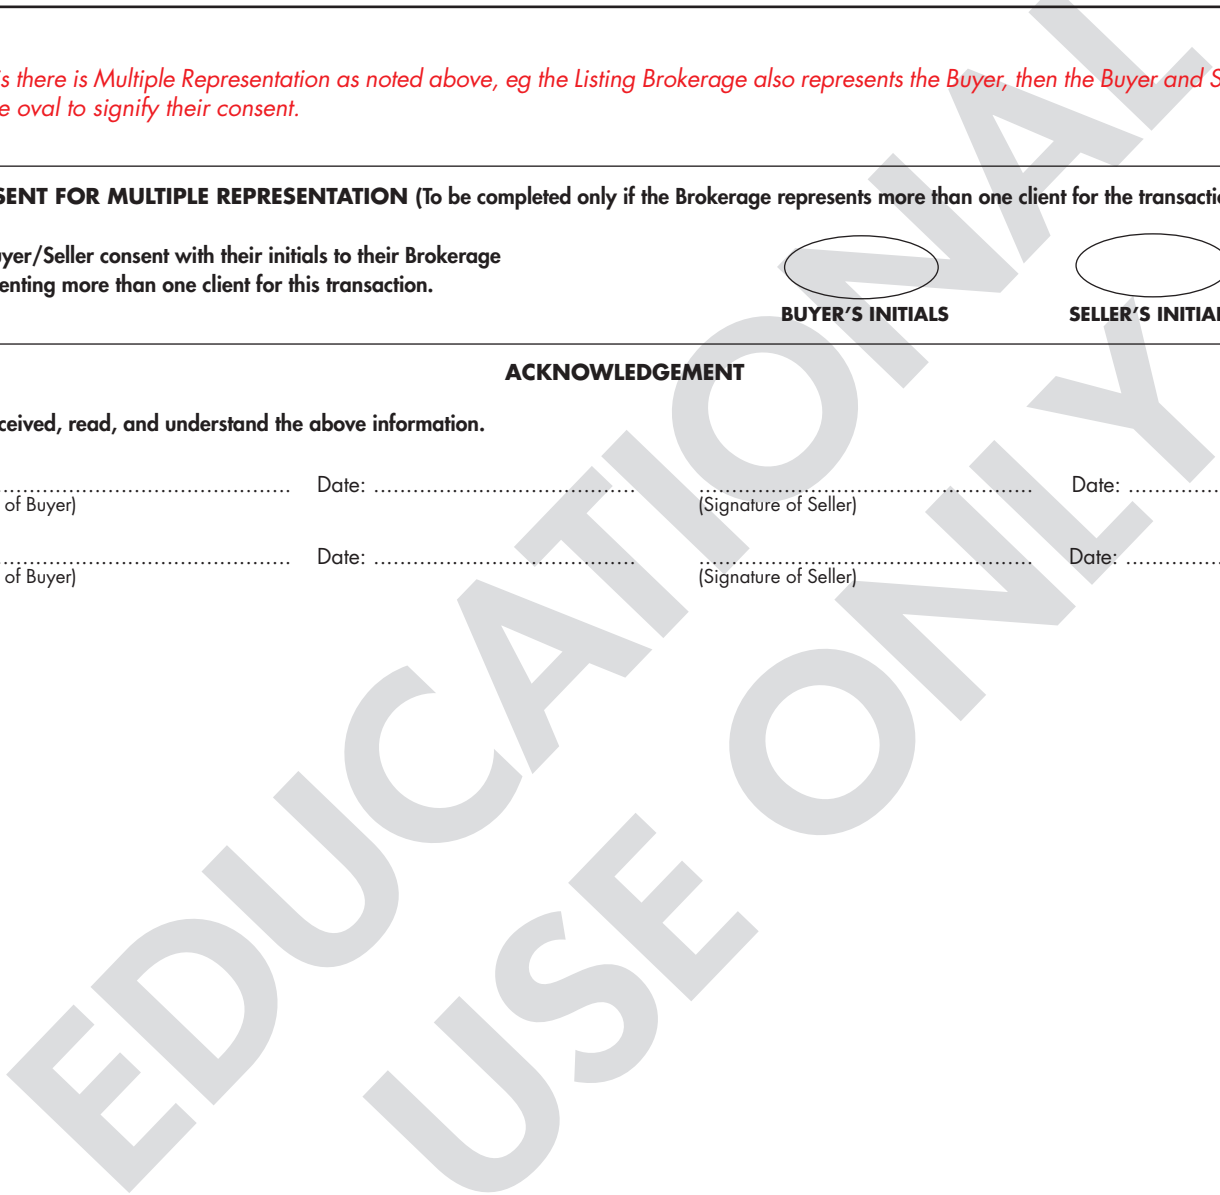 s there is Multiple Representation as noted above, eg the Listing Brokerage also represents the Buyer, then the Buyer and S
e oval to signify their consent.
SENT FOR MULTIPLE REPRESENTATION (To be completed only if the Brokerage represents more than one client for the transactio
uyer/Seller consent with their initials to their Brokerage
enting more than one client for this transaction.
BUYER'S INITIALS SELLER'S INITIAL
ACKNOWLEDGEMENT
ceived, read, and understand the above information.
............................................. Date: ........................................ ................................................... Date: ..............
of Buyer) (Signature of Seller)
............................................. Date: ........................................ ................................................... Date: ..............
of Buyer) (Signature of Seller)
EDUCATIONAL
USE ONLY